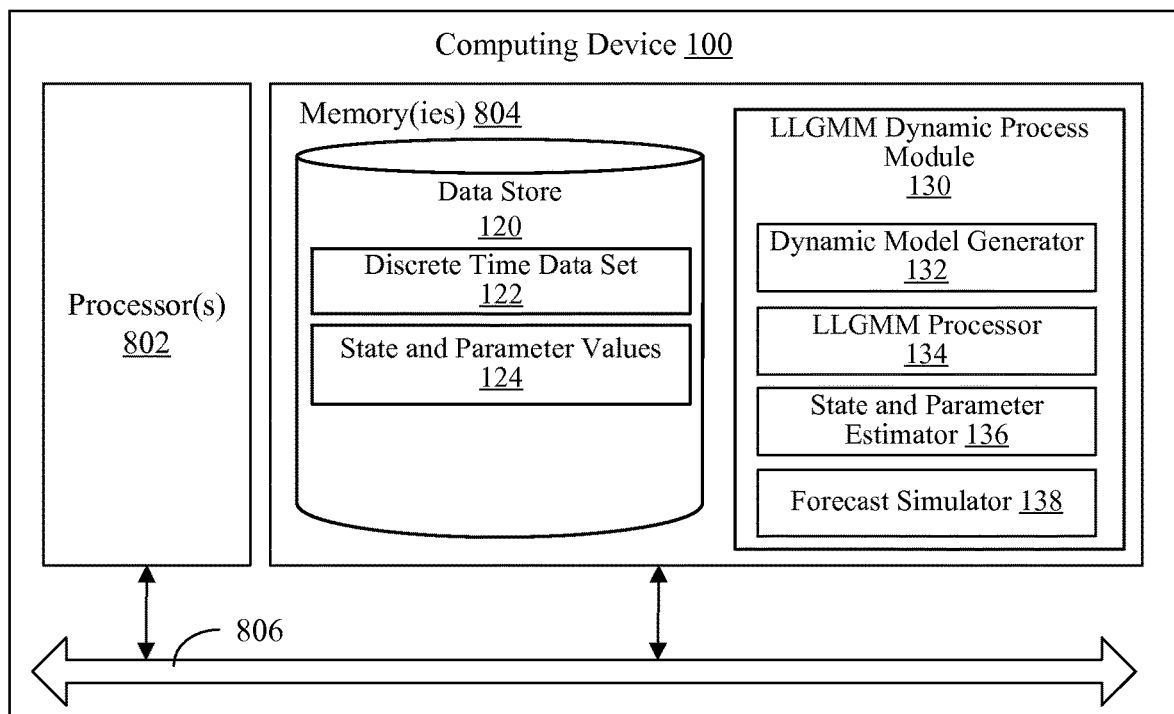 Computing Device 100
Processor(s)
802
Memory(ies) 804
Data Store
120
Discrete Time Data Set
122
State and Parameter Values
124
LLGMM Dynamic Process
Module
130
Dynamic Model Generator
132
LLGMM Processor
134
State and Parameter
Estimator 136
Forecast Simulator 138
806